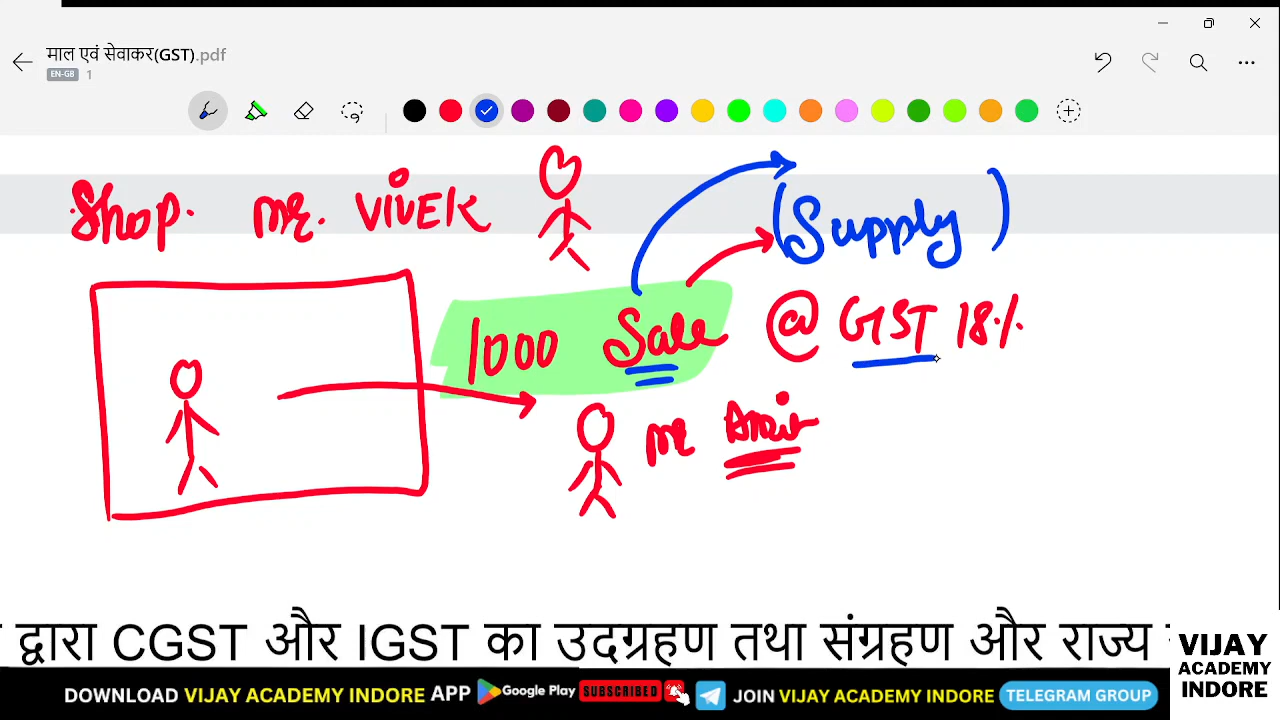 माल एवं सेवाकर(GST).pdf
EN-GB 1
Shop. Mr. VIVEK (Supply)
1000 Sale @ GST 18%
Mr Amit
द्वारा CGST और IGST का उदग्रहण तथा संग्रहण और राज्य
VIJAY
ACADEMY
INDORE
DOWNLOAD VIJAY ACADEMY INDORE APP Google Play SUBSCRIBED JOIN VIJAY ACADEMY INDORE TELEGRAM GROUP